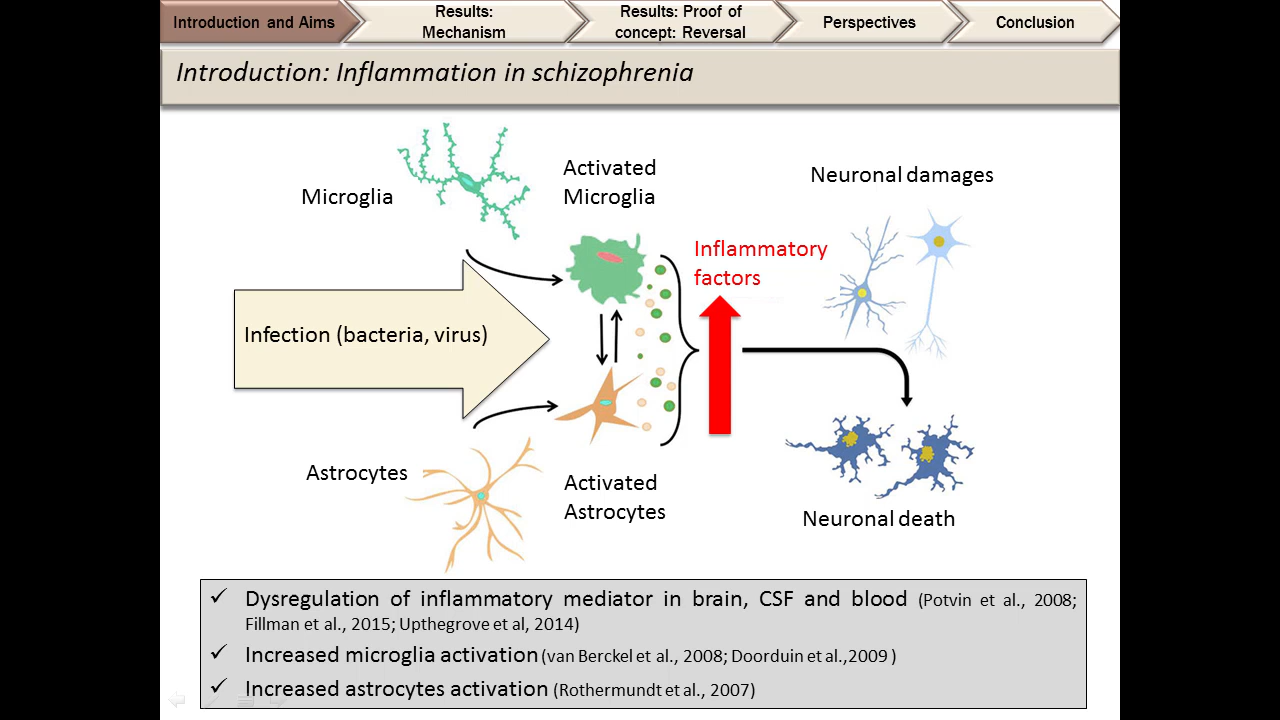 Introduction and Aims
Results:
Mechanism
Results: Proof of
concept: Reversal
Perspectives
Conclusion
Introduction: Inflammation in schizophrenia
Microglia
Activated
Microglia
Neuronal damages
Inflammatory
factors
Infection (bacteria, virus)
Astrocytes
Activated
Astrocytes
Neuronal death
✓ Dysregulation of inflammatory mediator in brain, CSF and blood (Potvin et al., 2008;
Fillman et al., 2015; Upthegrove et al, 2014)
✓ Increased microglia activation (van Berckel et al., 2008; Doorduin et al.,2009 )
✓ Increased astrocytes activation (Rothermundt et al., 2007)